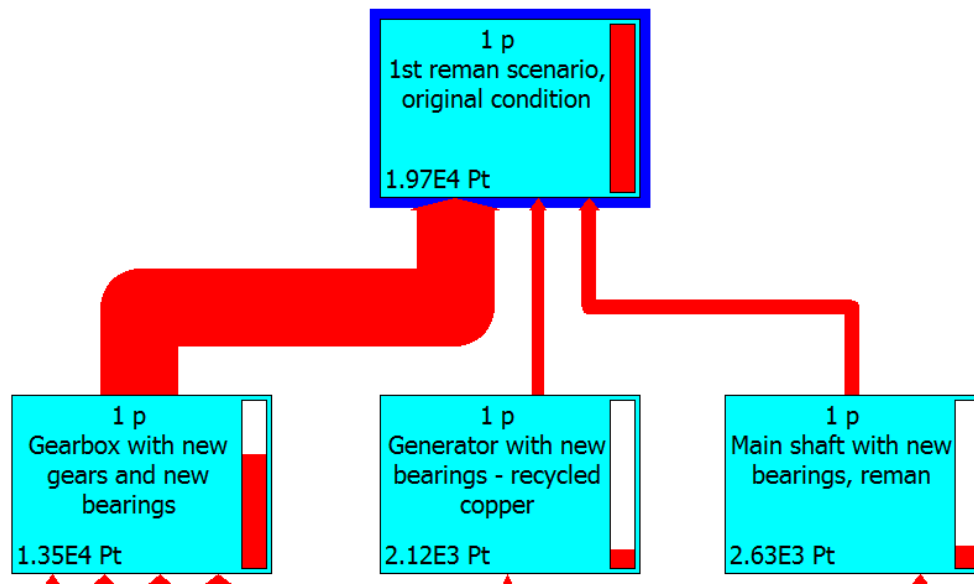 1 p
1st reman scenario,
original condition
1.97E4 Pt
1 p
Gearbox with new
gears and new
bearings
1.35E4 Pt
1 p
Generator with new
bearings - recycled
copper
2.12E3 Pt
1 p
Main shaft with new
bearings, reman
2.63E3 Pt